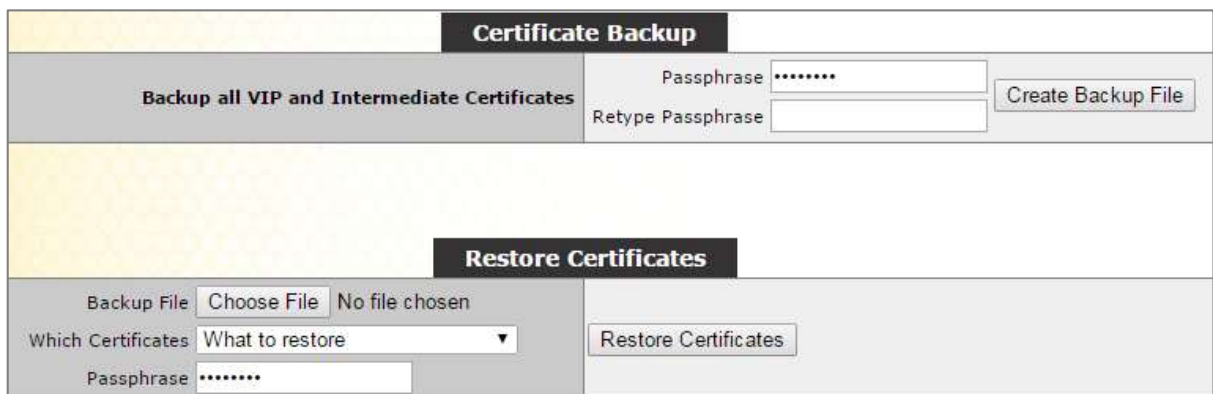 Certificate Backup
Backup all VIP and Intermediate Certificates
Passphrase ••••••••
Retype Passphrase
Create Backup File
Restore Certificates
Backup File Choose File No file chosen
Which Certificates What to restore
Passphrase ••••••••
Restore Certificates